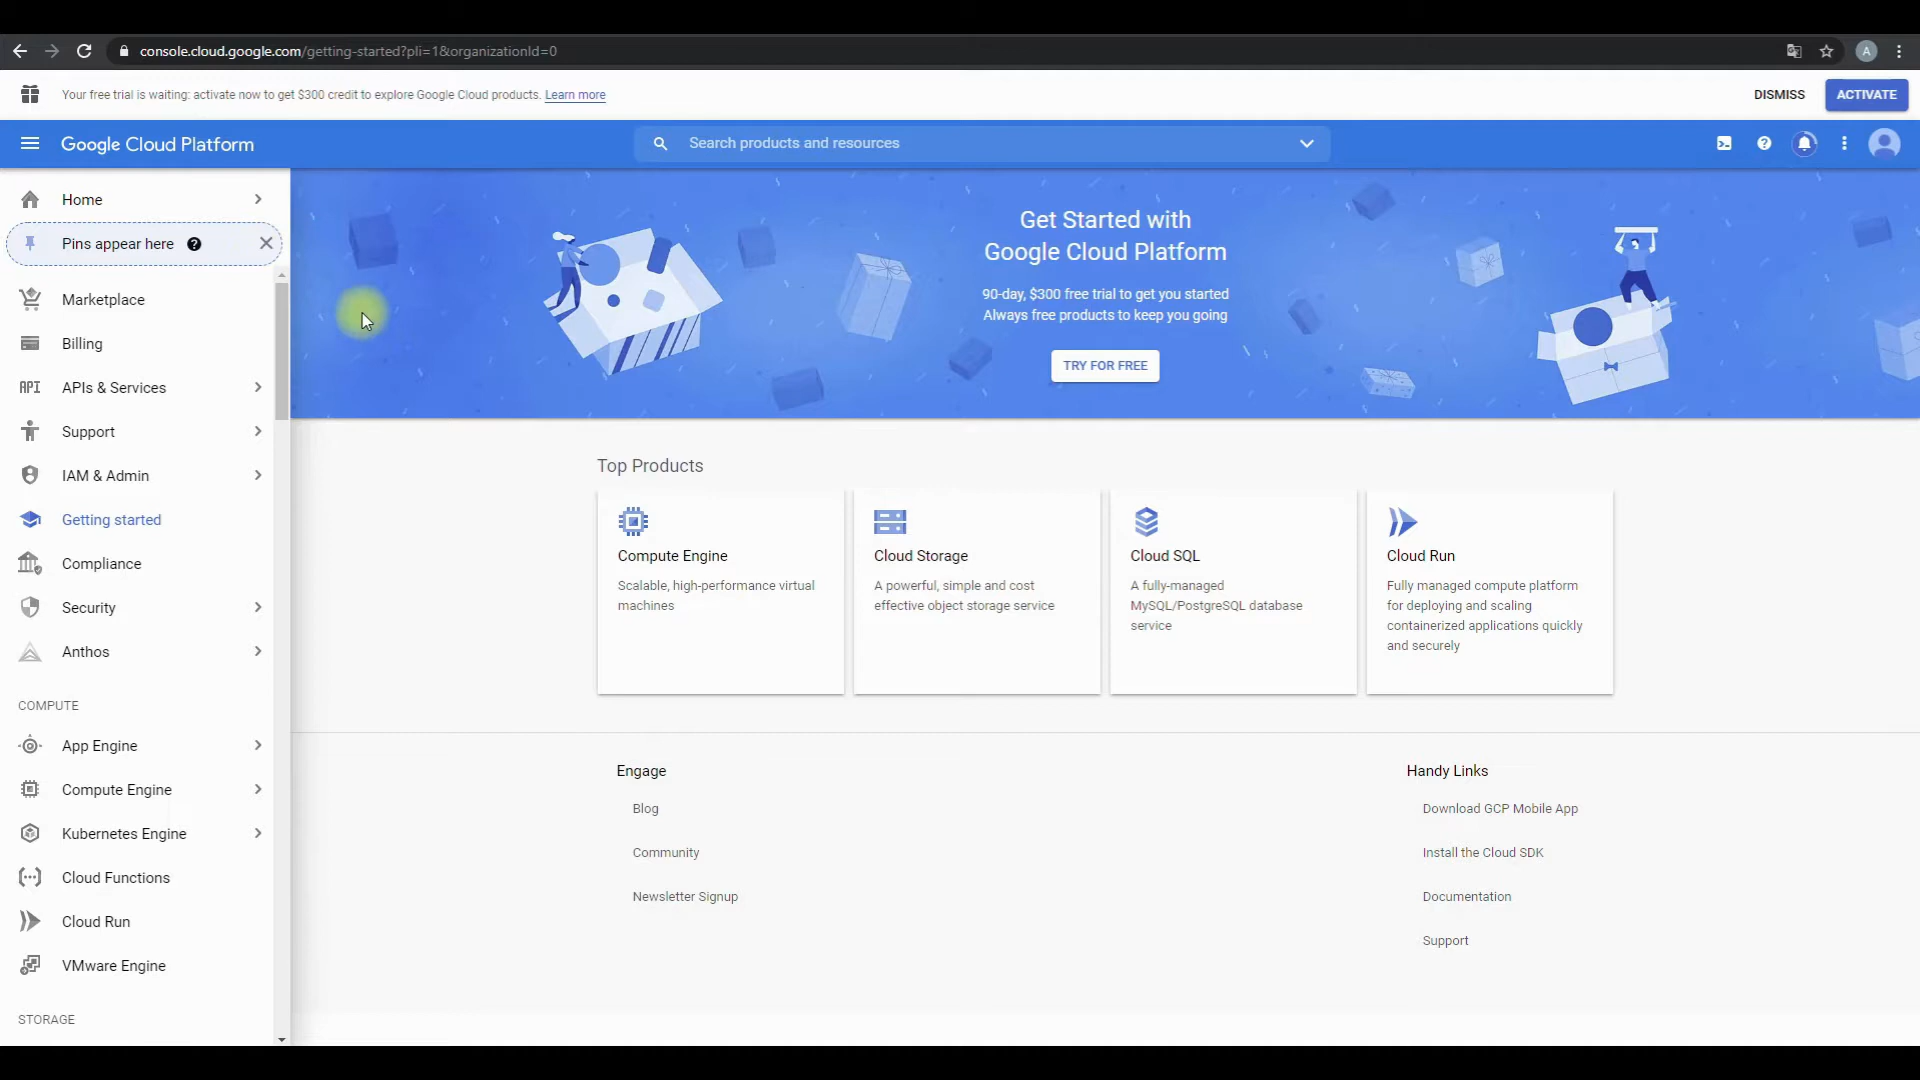 console.cloud.google.com/getting-started?pli=1&organizationId=0
A
Your free trial is waiting: activate now to get $300 credit to explore Google Cloud products. Learn more
DISMISS
ACTIVATE
Google Cloud Platform
Search products and resources
Home
Pins appear here
Marketplace
Billing
API
APIs & Services
Support
IAM & Admin
Getting started
Compliance
Security
Anthos
COMPUTE
App Engine
Compute Engine
Kubernetes Engine
Cloud Functions
Cloud Run
VMware Engine
STORAGE
Get Started with
Google Cloud Platform
90-day, $300 free trial to get you started
Always free products to keep you going
TRY FOR FREE
Top Products
Compute Engine
Scalable, high-performance virtual
machines
Cloud Storage
A powerful, simple and cost
effective object storage service
Cloud SQL
A fully-managed
MySQL/PostgreSQL database
service
Cloud Run
Fully managed compute platform
for deploying and scaling
containerized applications quickly
and securely
Engage
Blog
Community
Newsletter Signup
Handy Links
Download GCP Mobile App
Install the Cloud SDK
Documentation
Support